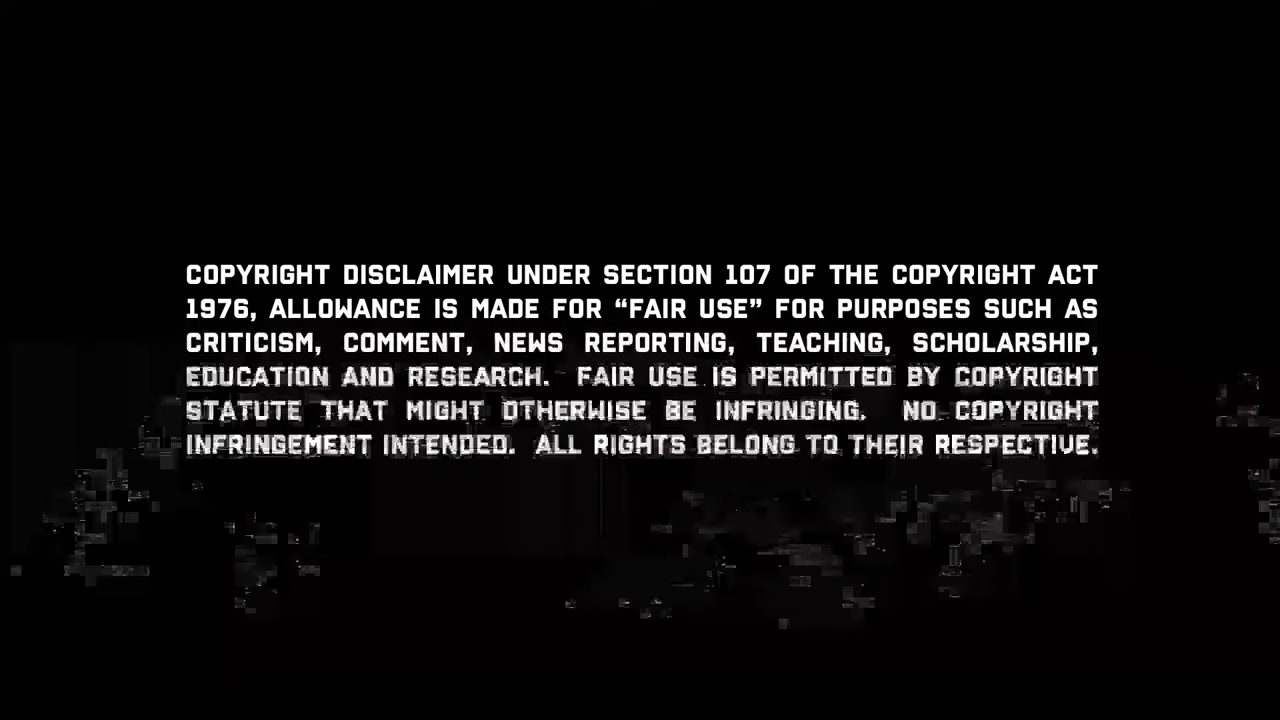 COPYRIGHT DISCLAIMER UNDER SECTION 107 OF THE COPYRIGHT ACT
1976, ALLOWANCE IS MADE FOR “FAIR USE” FOR PURPOSES SUCH AS
CRITICISM, COMMENT, NEWS REPORTING, TEACHING, SCHOLARSHIP,
EDUCATION AND RESEARCH. FAIR USE IS PERMITTED BY COPYRIGHT
STATUTE THAT MIGHT OTHERWISE BE INFRINGING. NO COPYRIGHT
INFRINGEMENT INTENDED. ALL RIGHTS BELONG TO THEIR RESPECTIVE.